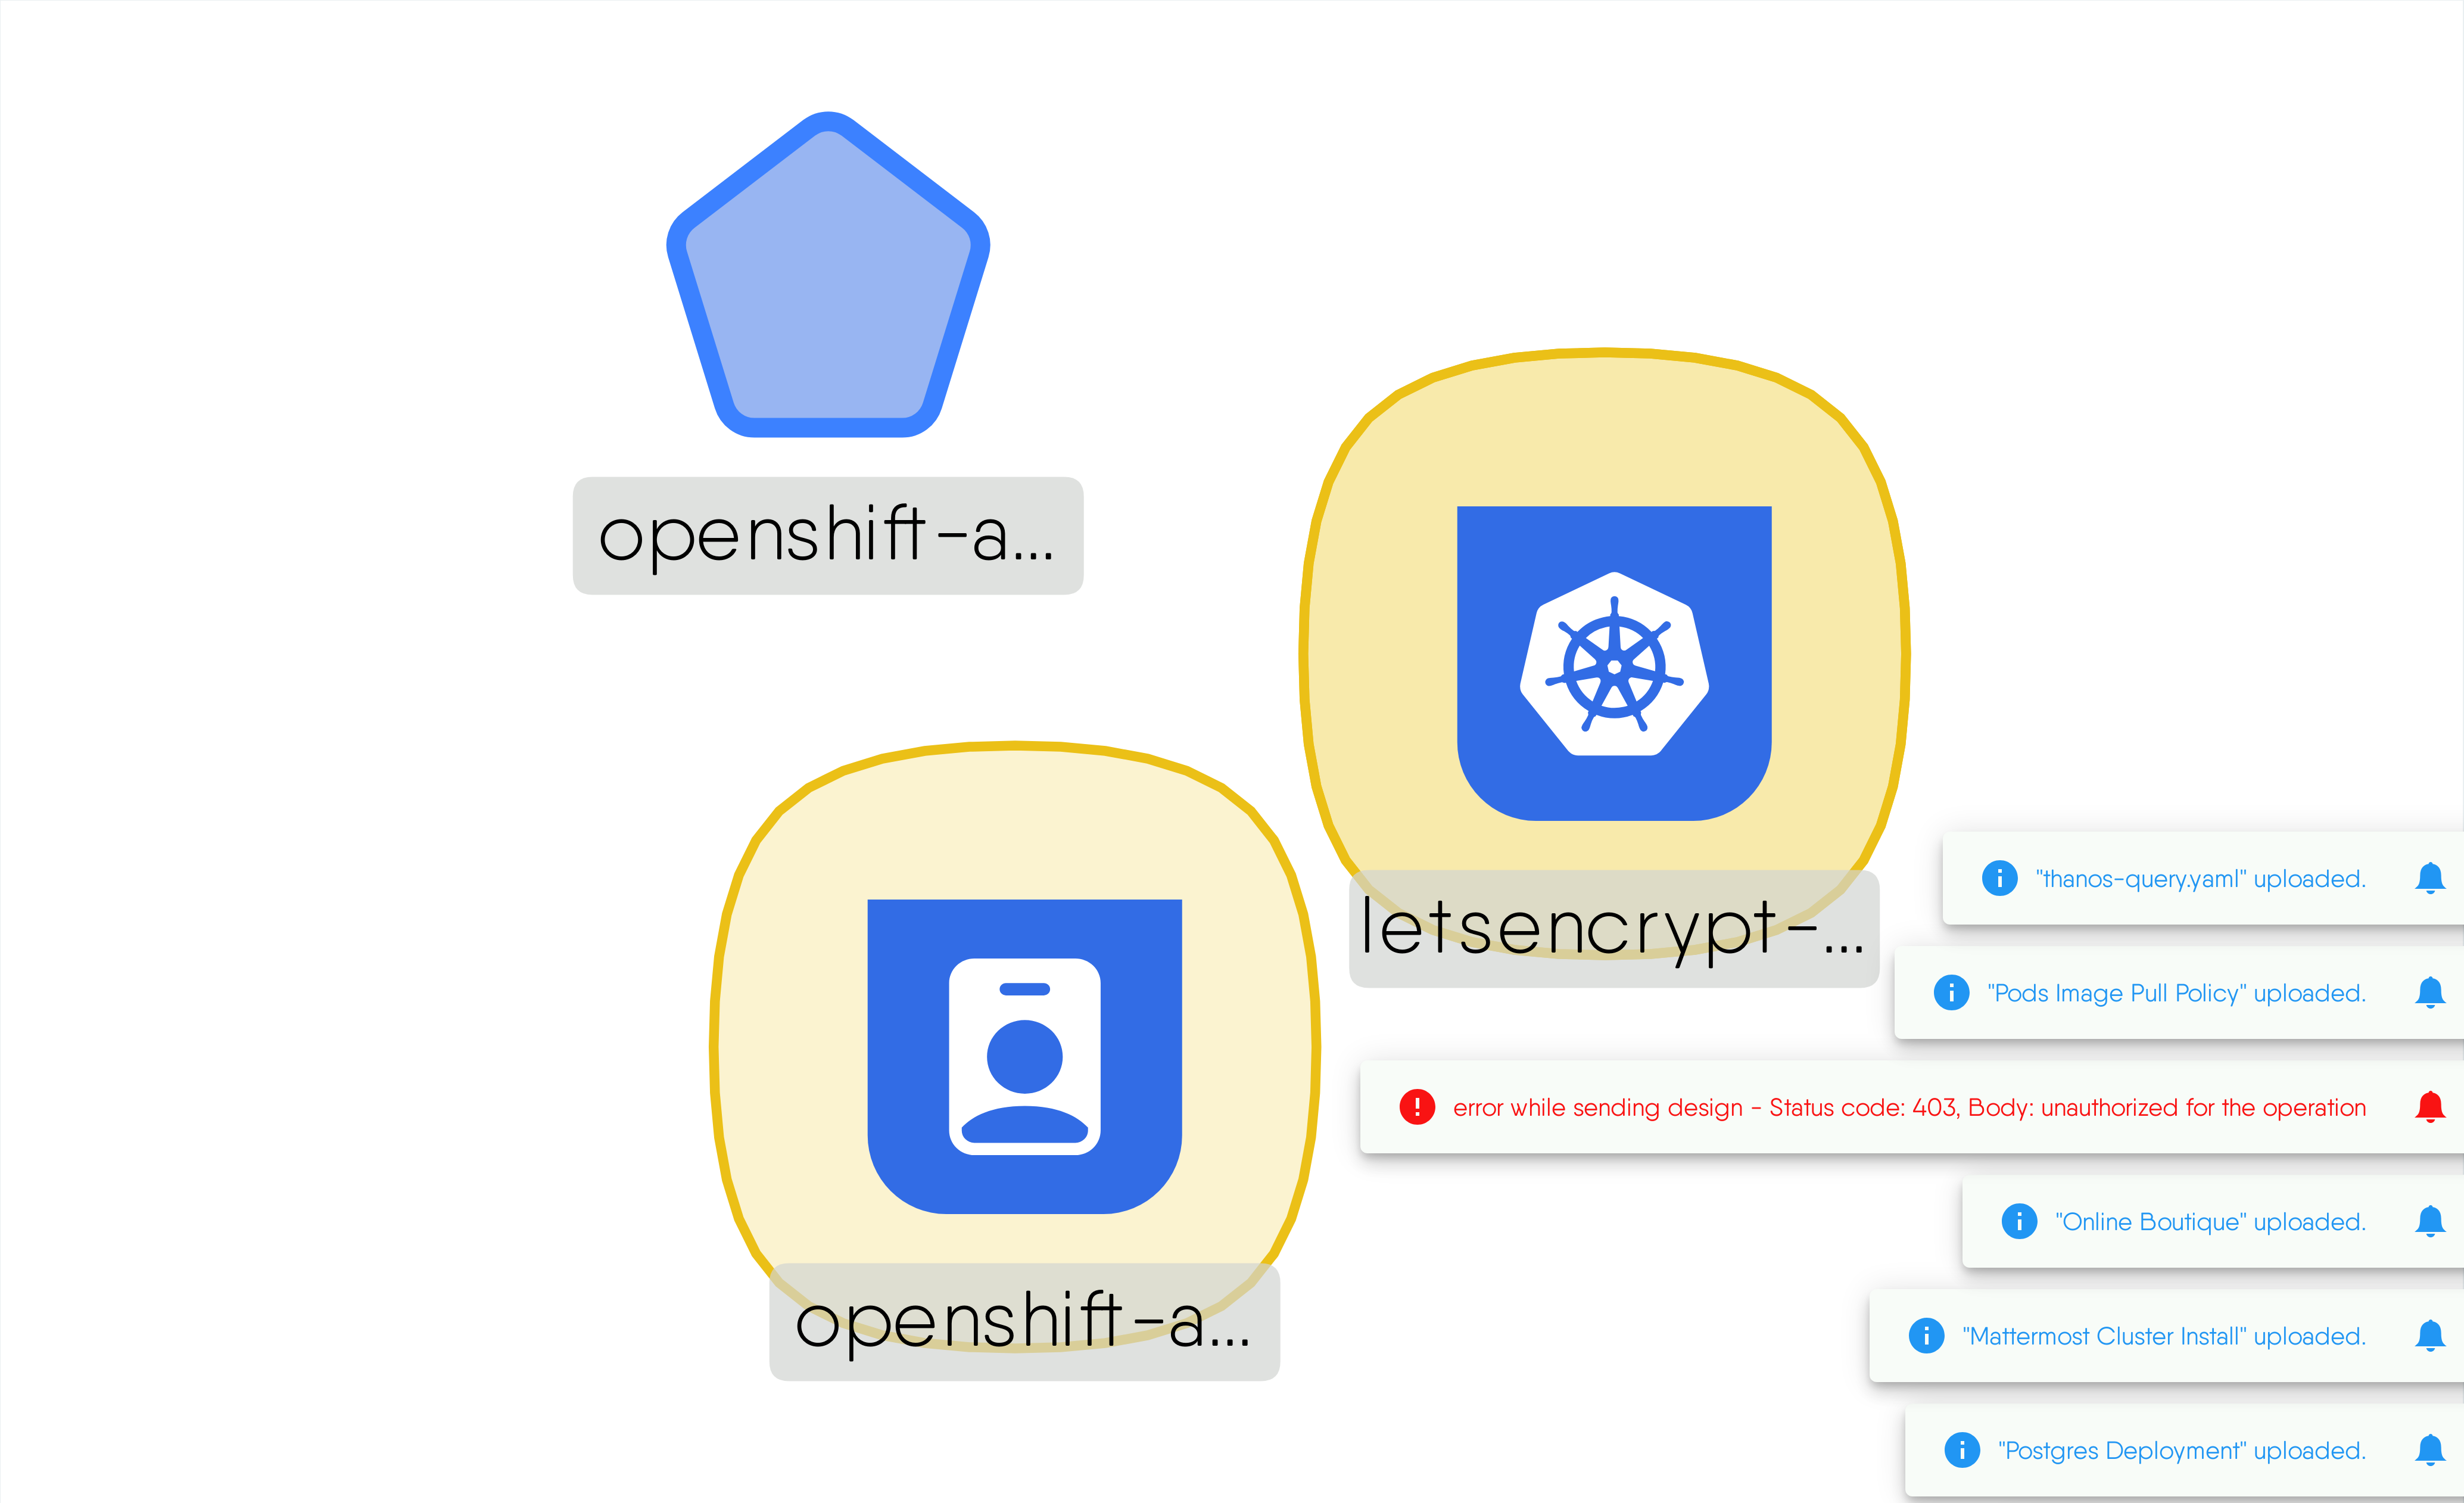 openshift-a...
letsencrypt-...
openshift-a...
"thanos-query.yaml" uploaded.
"Pods Image Pull Policy" uploaded.
error while sending design - Status code: 403, Body: unauthorized for the operation
"Online Boutique" uploaded.
"Mattermost Cluster Install" uploaded.
"Postgres Deployment" uploaded.